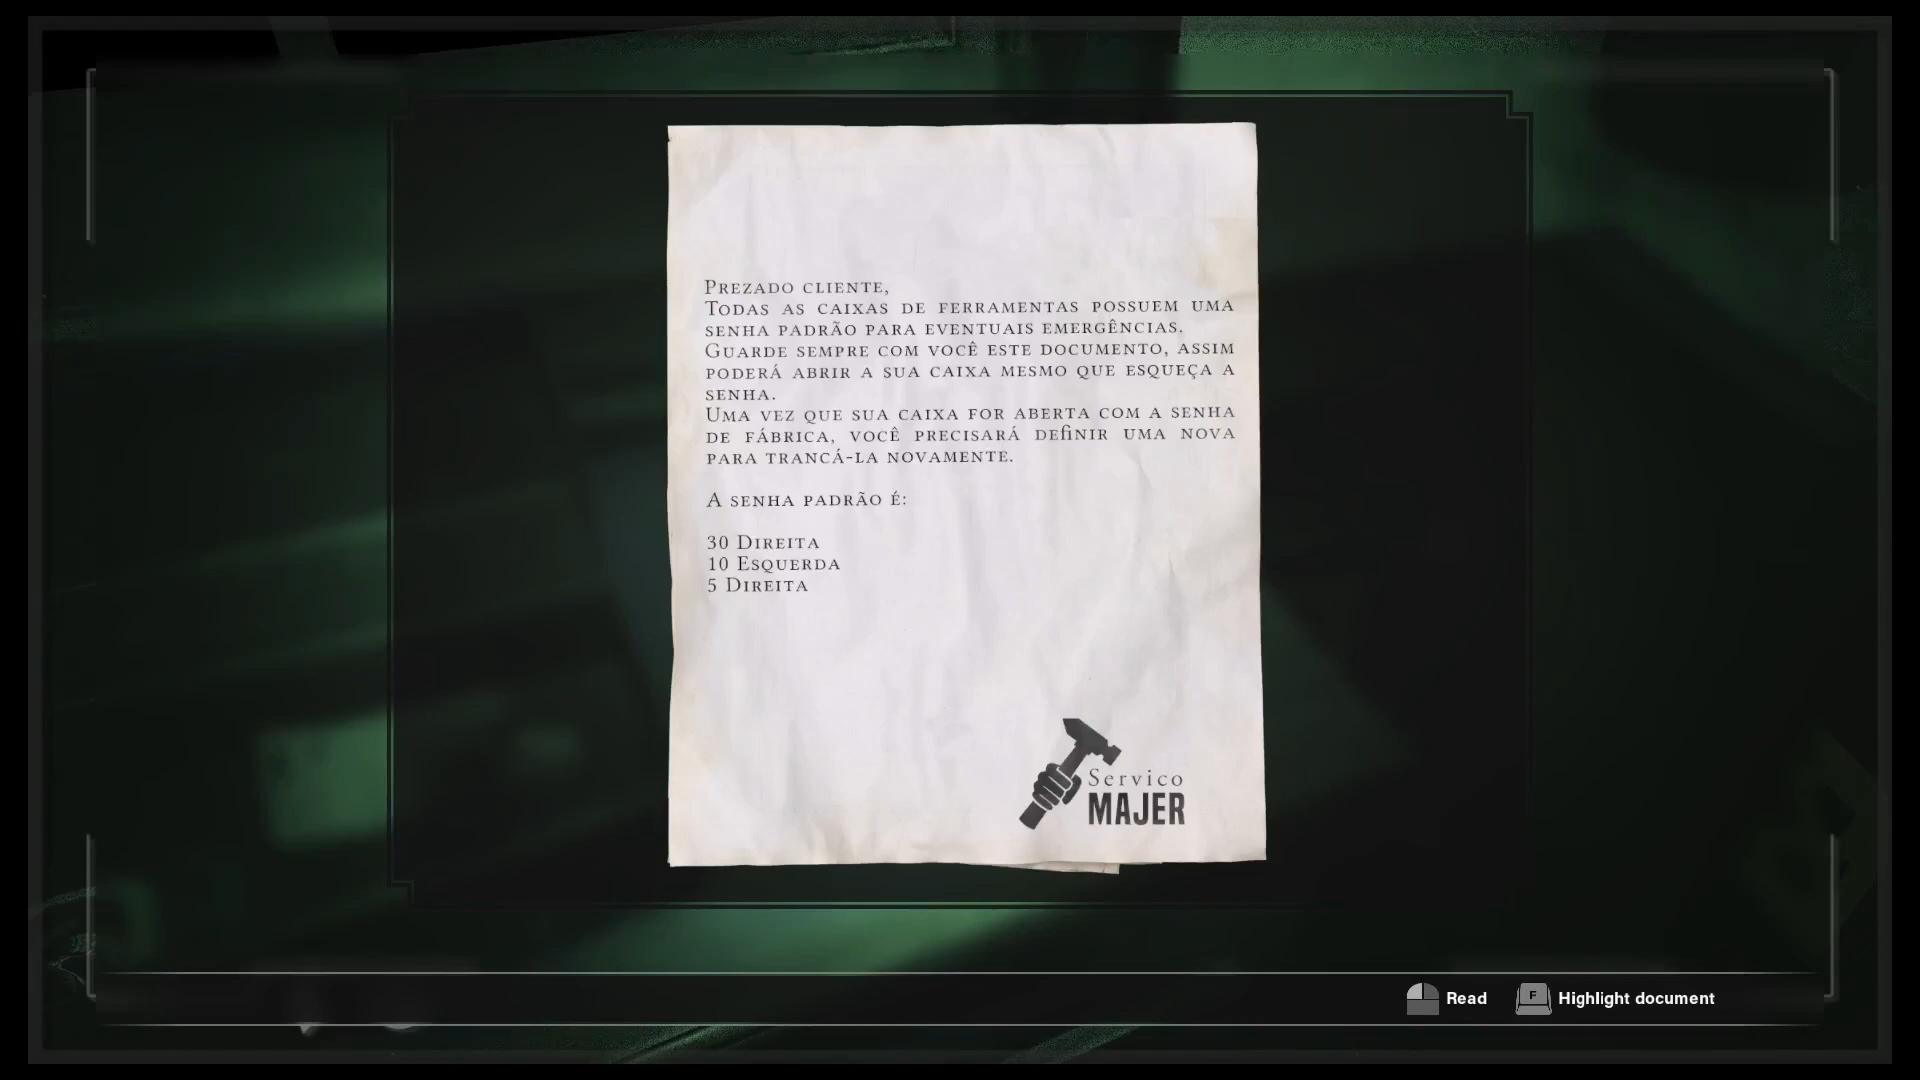 Prezado cliente,
Todas as caixas de ferramentas possuem uma
senha padrão para eventuais emergências.
Guarde sempre com você este documento, assim
poderá abrir a sua caixa mesmo que esqueça a
senha.
Uma vez que sua caixa for aberta com a senha
de fábrica, você precisará definir uma nova
para trancá-la novamente.
A senha padrão é:
30 Direita
10 Esquerda
5 Direita
Servico
MAJER
Read
F
Highlight document